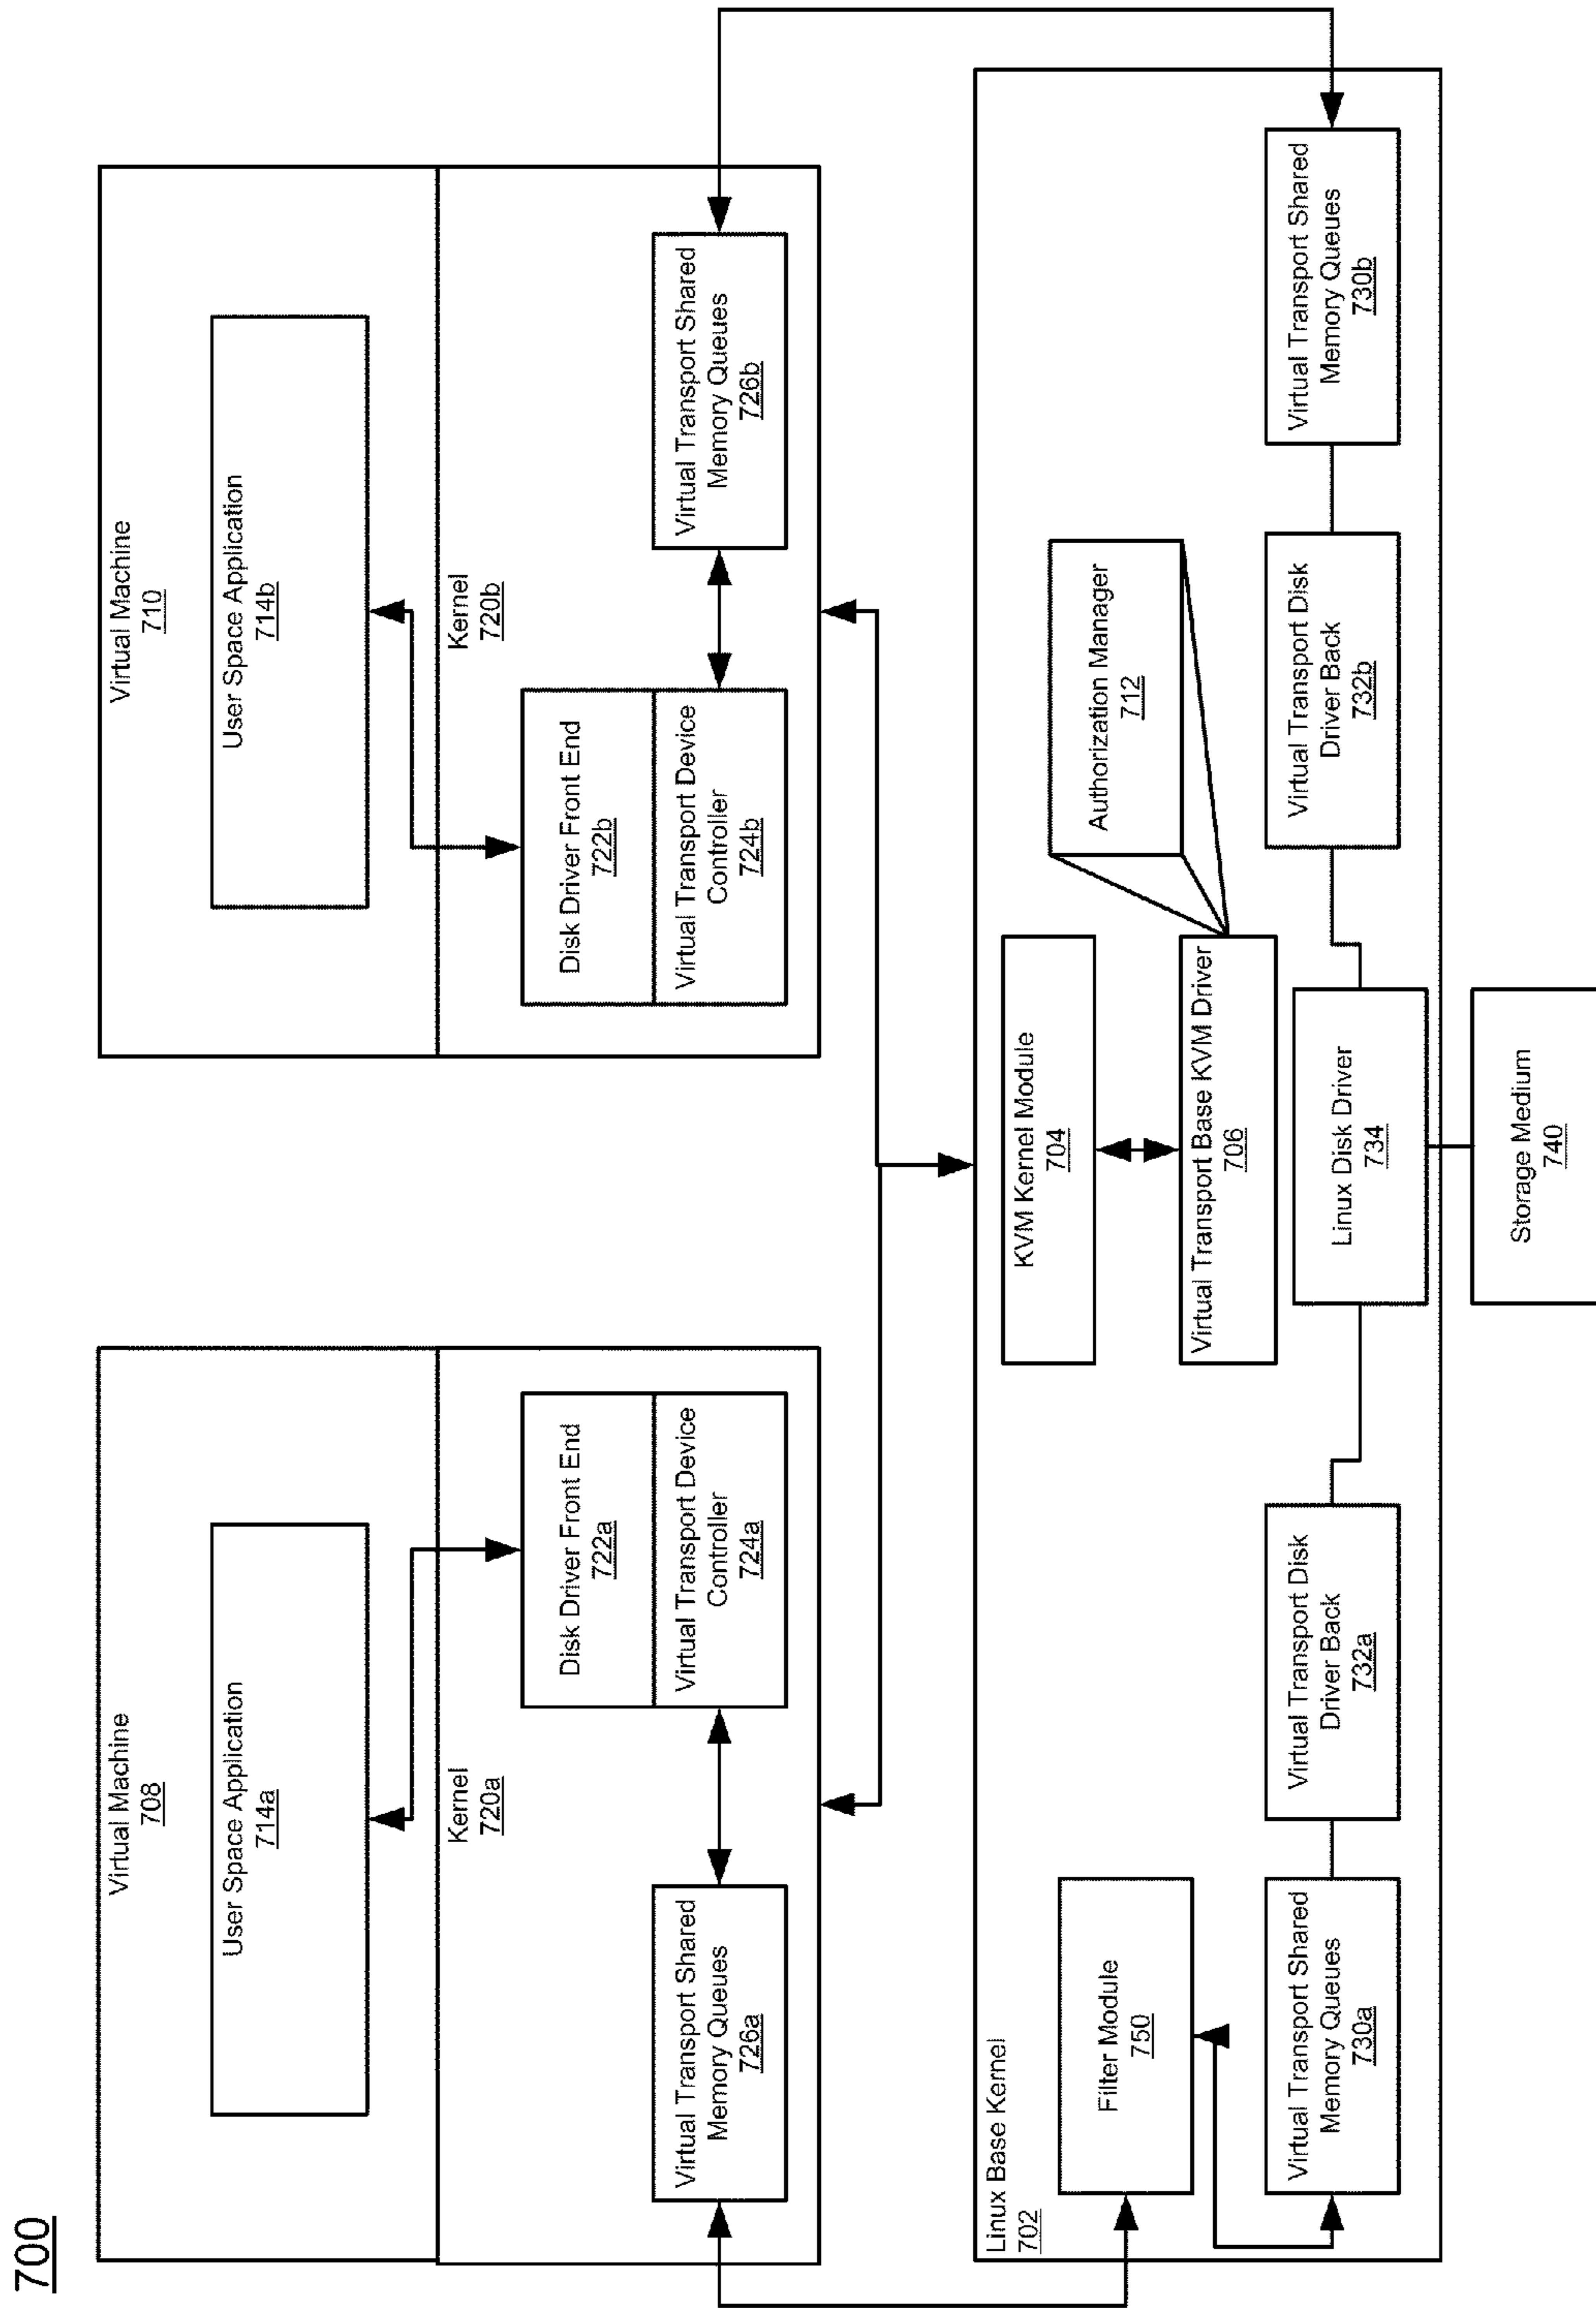 700
Virtual Machine
708
User Space Application
714a
Kernel
720a
Disk Driver Front End
722a
Virtual Transport Device
Controller
724a
Virtual Transport Shared
Memory Queues
726a
Virtual Machine
710
User Space Application
714b
Kernel
720b
Disk Driver Front End
722b
Virtual Transport Device
Controller
724b
Virtual Transport Shared
Memory Queues
726b
Linux Base Kernel
702
Filter Module
750
Virtual Transport Shared
Memory Queues
730a
Virtual Transport Disk
Driver Back
732a
KVM Kernel Module
704
Virtual Transport Base KVM Driver
706
Authorization Manager
712
Linux Disk Driver
734
Virtual Transport Disk
Driver Back
732b
Virtual Transport Shared
Memory Queues
730b
Storage Medium
740